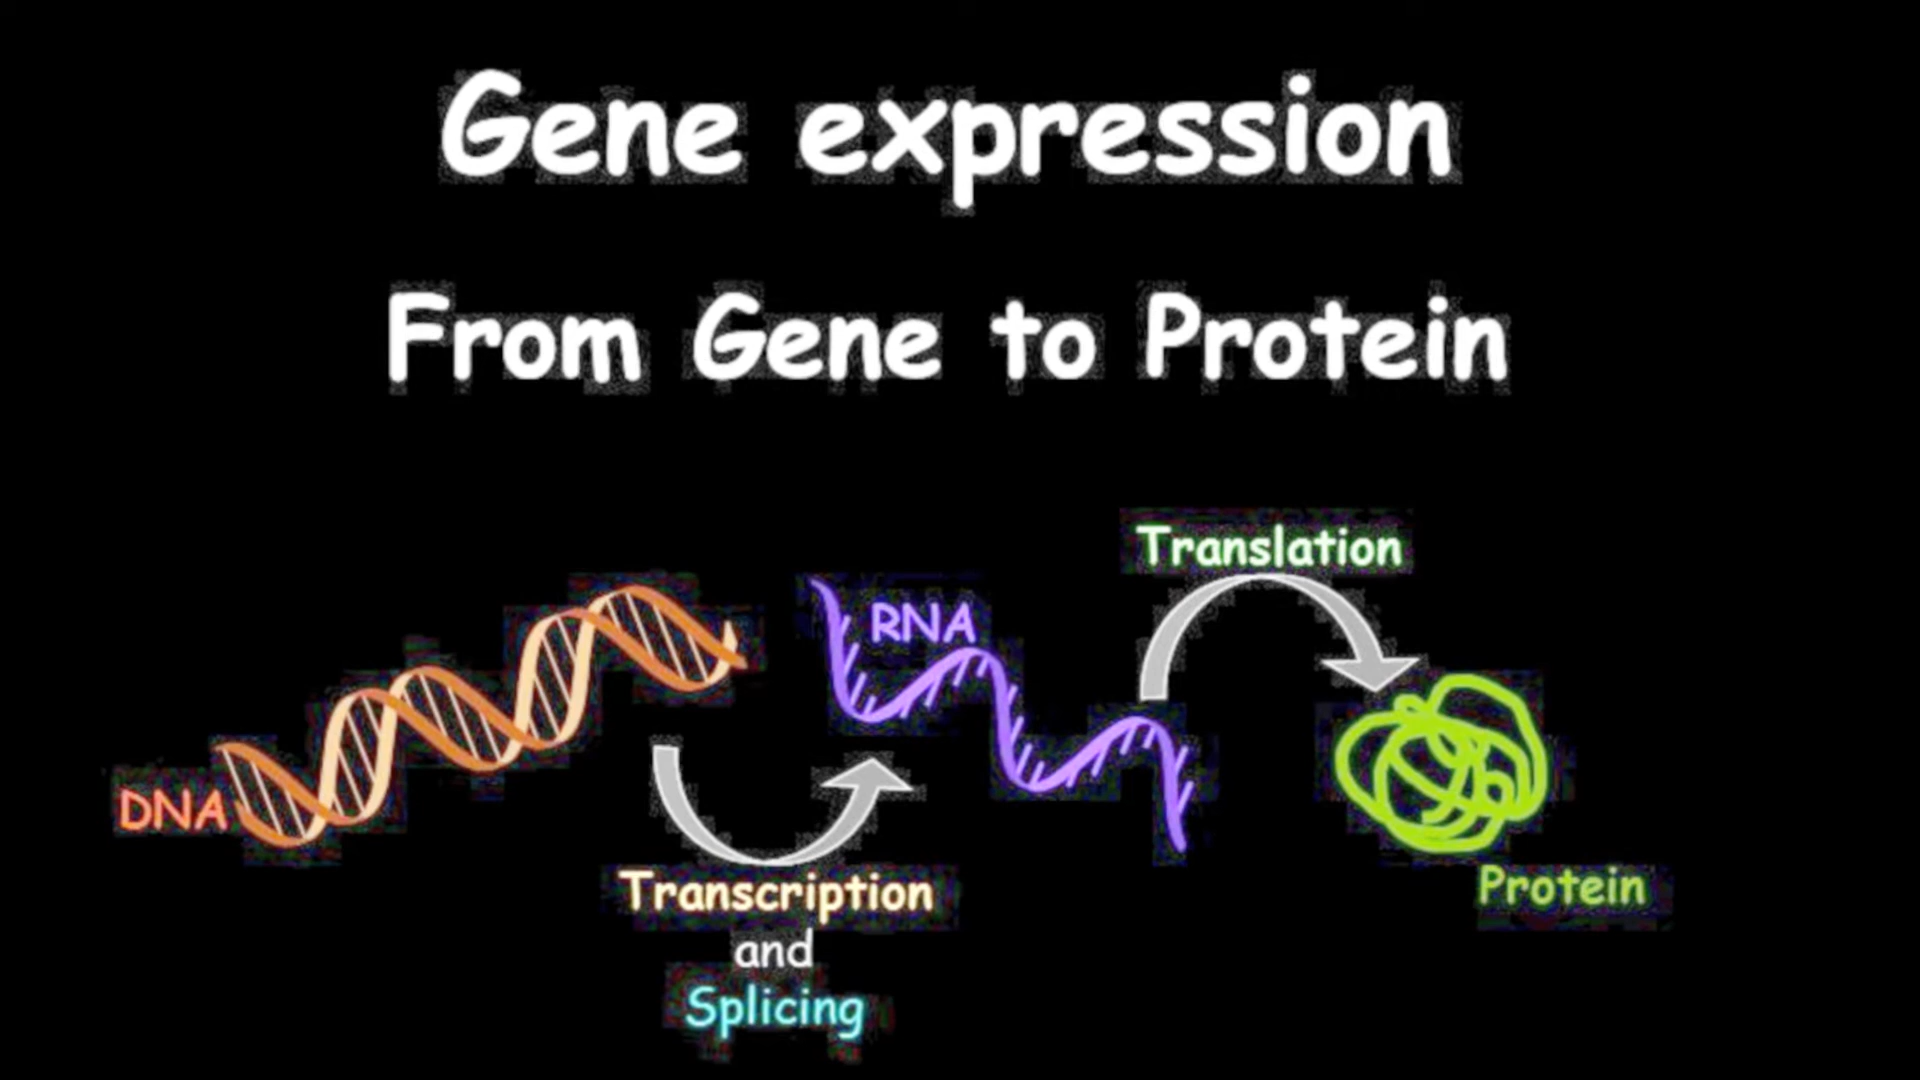 Gene expression
From Gene to Protein
Translation
RNA
DNA
Transcription
and
Splicing
Protein